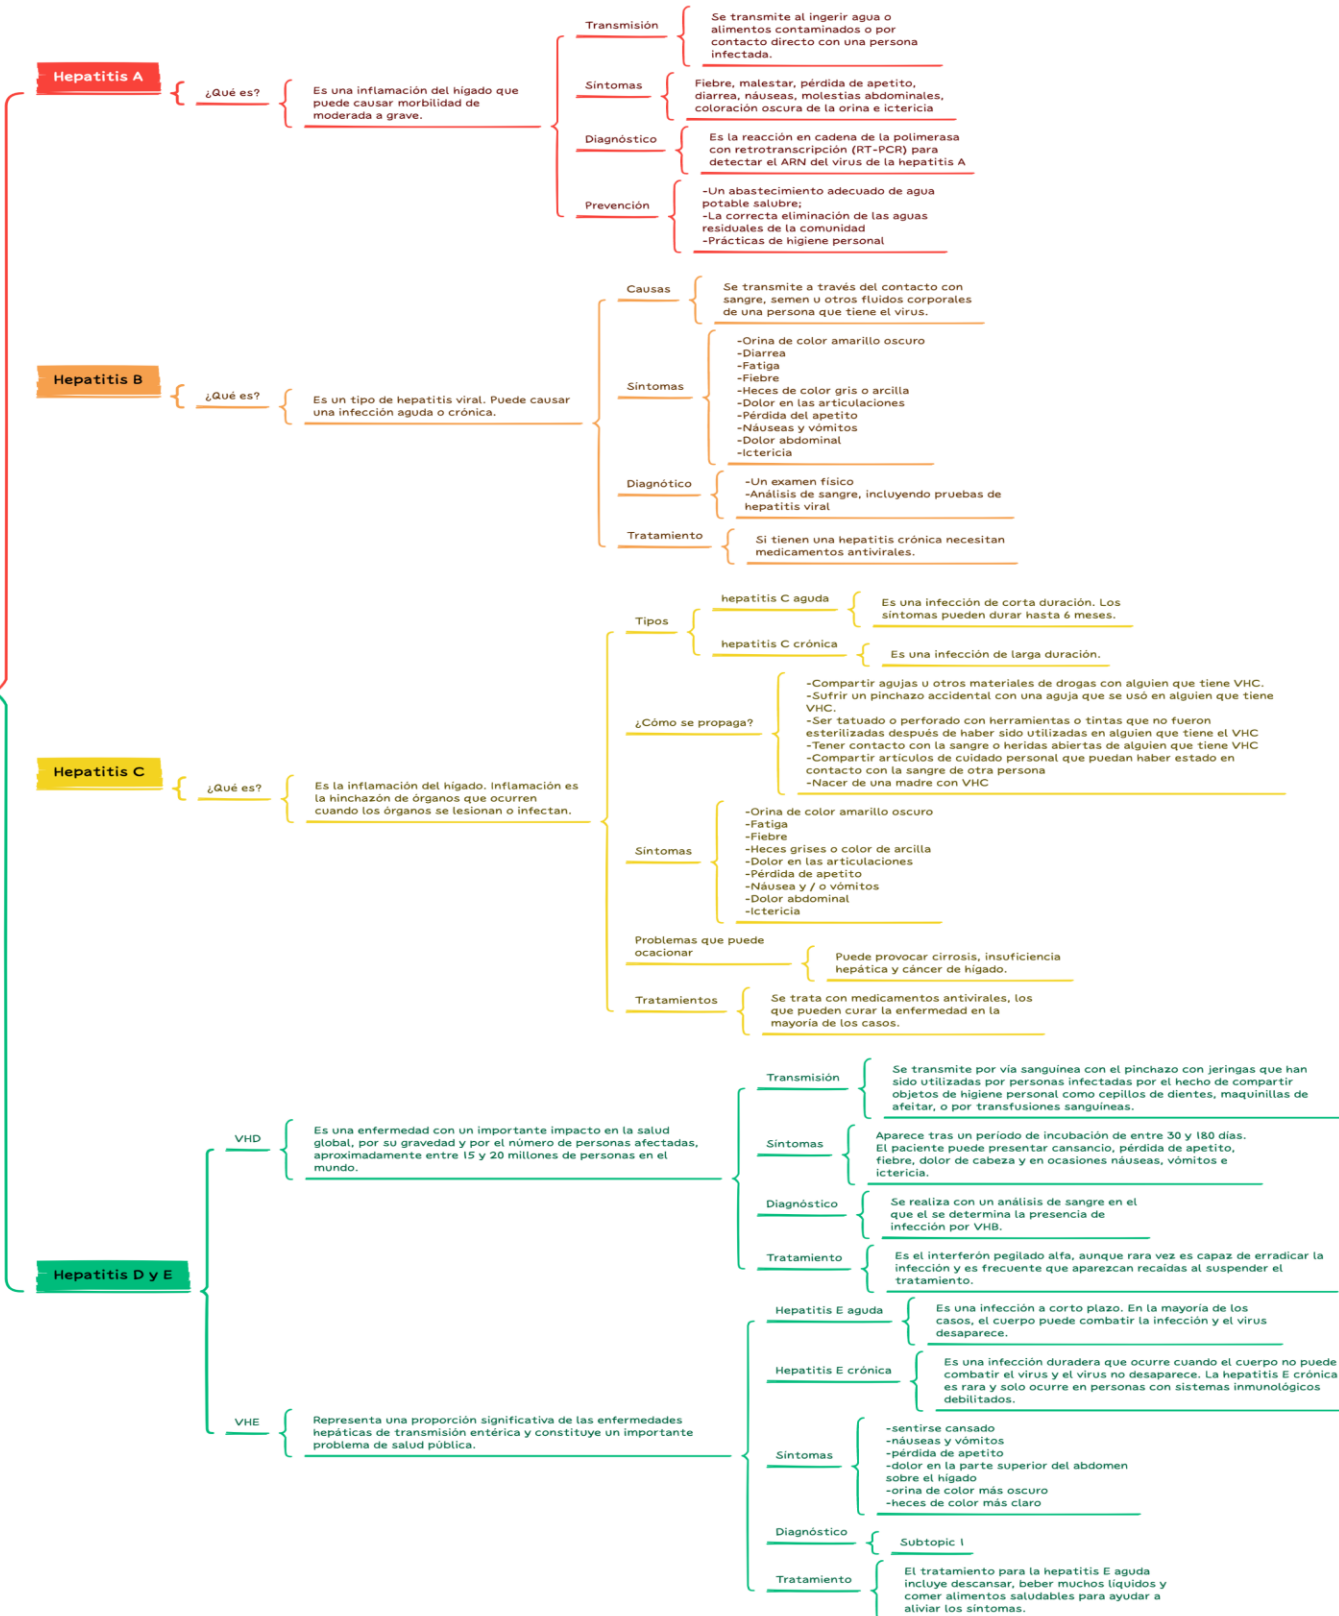 Hepatitis A
¿Qué es?
Es una inflamación del hígado que
puede causar morbilidad de
moderada a grave.
Transmisión
Se transmite al ingerir agua o
alimentos contaminados o por
contacto directo con una persona
infectada.
Síntomas
Fiebre, malestar, pérdida de apetito,
diarrea, náuseas, molestias abdominales,
coloración oscura de la orina e ictericia
Diagnóstico
Es la reacción en cadena de la polimerasa
con retrotranscripción (RT-PCR) para
detectar el ARN del virus de la hepatitis A
Prevención
-Un abastecimiento adecuado de agua
potable salubre;
-La correcta eliminación de las aguas
residuales de la comunidad
-Prácticas de higiene personal
Hepatitis B
¿Qué es?
Es un tipo de hepatitis viral. Puede causar
una infección aguda o crónica.
Causas
Se transmite a través del contacto con
sangre, semen u otros fluidos corporales
de una persona que tiene el virus.
Síntomas
-Orina de color amarillo oscuro
-Diarrea
-Fatiga
-Fiebre
-Heces de color gris o arcilla
-Dolor en las articulaciones
-Pérdida del apetito
-Náuseas y vómitos
-Dolor abdominal
-Ictericia
Diagnótico
-Un examen físico
-Análisis de sangre, incluyendo pruebas de
hepatitis viral
Tratamiento
Si tienen una hepatitis crónica necesitan
medicamentos antivirales.
Hepatitis C
¿Qué es?
Es la inflamación del hígado. Inflamación es
la hinchazón de órganos que ocurren
cuando los órganos se lesionan o infectan.
Tipos
hepatitis C aguda
Es una infección de corta duración. Los
síntomas pueden durar hasta 6 meses.
hepatitis C crónica
Es una infección de larga duración.
¿Cómo se propaga?
-Compartir agujas u otros materiales de drogas con alguien que tiene VHC.
-Sufrir un pinchazo accidental con una aguja que se usó en alguien que tiene
VHC.
-Ser tatuado o perforado con herramientas o tintas que no fueron
esterilizadas después de haber sido utilizadas en alguien que tiene el VHC
-Tener contacto con la sangre o heridas abiertas de alguien que tiene VHC
-Compartir artículos de cuidado personal que puedan haber estado en
contacto con la sangre de otra persona
-Nacer de una madre con VHC
Síntomas
-Orina de color amarillo oscuro
-Fatiga
-Fiebre
-Heces grises o color de arcilla
-Dolor en las articulaciones
-Pérdida de apetito
-Náusea y / o vómitos
-Dolor abdominal
-Ictericia
Problemas que puede
ocacionar
Puede provocar cirrosis, insuficiencia
hepática y cáncer de hígado.
Tratamientos
Se trata con medicamentos antivirales, los
que pueden curar la enfermedad en la
mayoría de los casos.
Hepatitis D y E
VHD
Es una enfermedad con un importante impacto en la salud
global, por su gravedad y por el número de personas afectadas,
aproximadamente entre 15 y 20 millones de personas en el
mundo.
Transmisión
Se transmite por vía sanguínea con el pinchazo con jeringas que han
sido utilizadas por personas infectadas por el hecho de compartir
objetos de higiene personal como cepillos de dientes, maquinillas de
afeitar, o por transfusiones sanguíneas.
Síntomas
Aparece tras un período de incubación de entre 30 y 180 días.
El paciente puede presentar cansancio, pérdida de apetito,
fiebre, dolor de cabeza y en ocasiones náuseas, vómitos e
ictericia.
Diagnóstico
Se realiza con un análisis de sangre en el
que el se determina la presencia de
infección por VHB.
Tratamiento
Es el interferón pegilado alfa, aunque rara vez es capaz de erradicar la
infección y es frecuente que aparezcan recaídas al suspender el
tratamiento.
VHE
Representa una proporción significativa de las enfermedades
hepáticas de transmisión entérica y constituye un importante
problema de salud pública.
Hepatitis E aguda
Es una infección a corto plazo. En la mayoría de los
casos, el cuerpo puede combatir la infección y el virus
desaparece.
Hepatitis E crónica
Es una infección duradera que ocurre cuando el cuerpo no puede
combatir el virus y el virus no desaparece. La hepatitis E crónica
es rara y solo ocurre en personas con sistemas inmunológicos
debilitados.
Síntomas
-sentirse cansado
-náuseas y vómitos
-pérdida de apetito
-dolor en la parte superior del abdomen
sobre el hígado
-orina de color más oscuro
-heces de color más claro
Diagnóstico
Subtopic 1
Tratamiento
El tratamiento para la hepatitis E aguda
incluye descansar, beber muchos líquidos y
comer alimentos saludables para ayudar a
aliviar los síntomas.